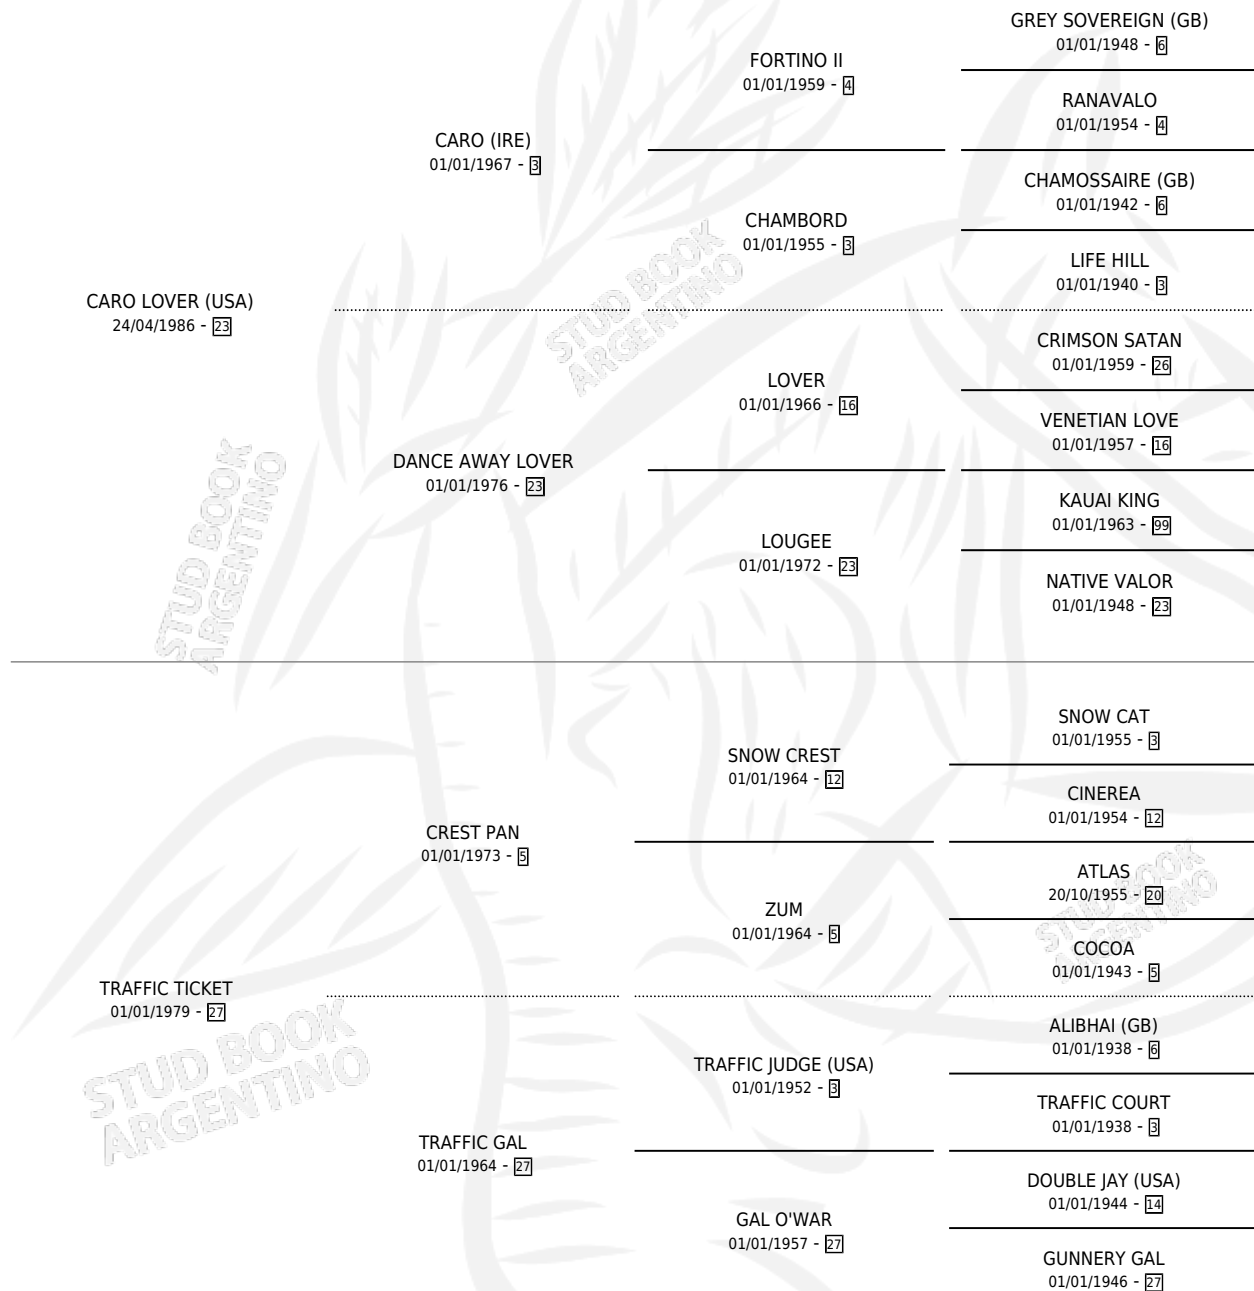 GREY SOVEREIGN (GB)
01/01/1948 - 6
FORTINO II
01/01/1959 - 4
RANAVALO
01/01/1954 - 4
CARO (IRE)
01/01/1967 - 3
CHAMOSSAIRE (GB)
01/01/1942 - 6
CHAMBORD
01/01/1955 - 3
LIFE HILL
01/01/1940 - 3
CARO LOVER (USA)
24/04/1986 - 23
CRIMSON SATAN
01/01/1959 - 26
LOVER
01/01/1966 - 16
VENETIAN LOVE
01/01/1957 - 16
DANCE AWAY LOVER
01/01/1976 - 23
KAUAI KING
01/01/1963 - 99
LOUGEE
01/01/1972 - 23
NATIVE VALOR
01/01/1948 - 23
SNOW CAT
01/01/1955 - 3
SNOW CREST
01/01/1964 - 12
CINEREA
01/01/1954 - 12
CREST PAN
01/01/1973 - 5
ATLAS
20/10/1955 - 20
ZUM
01/01/1964 - 5
COCOA
01/01/1943 - 5
TRAFFIC TICKET
01/01/1979 - 27
ALIBHAI (GB)
01/01/1938 - 6
TRAFFIC JUDGE (USA)
01/01/1952 - 3
TRAFFIC COURT
01/01/1938 - 3
TRAFFIC GAL
01/01/1964 - 27
DOUBLE JAY (USA)
01/01/1944 - 14
GAL O'WAR
01/01/1957 - 27
GUNNERY GAL
01/01/1946 - 27
STUD BOOK
ARGENTINO
STUD BOOK
ARGENTINO
STUD BOOK
ARGENTINO
STUD BOOK
ARGENTINO